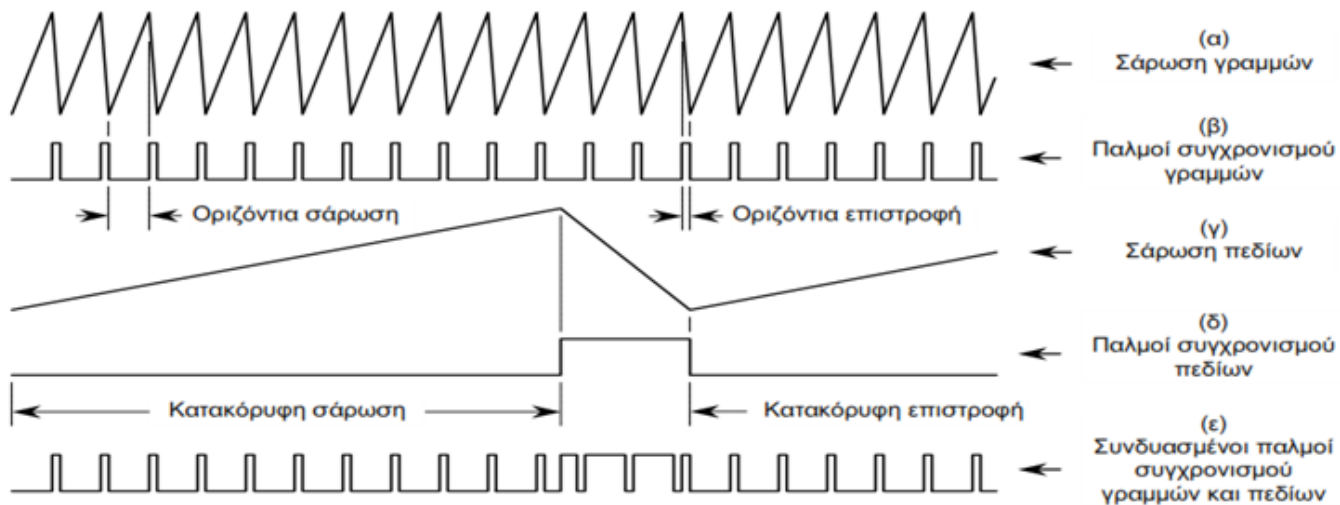 (α)
Σάρωση γραμμών
(β)
Παλμοί συγχρονισμού
γραμμών
Οριζόντια σάρωση
Οριζόντια επιστροφή
(γ)
Σάρωση πεδίων
(δ)
Παλμοί συγχρονισμού
πεδίων
Κατακόρυφη σάρωση
Κατακόρυφη επιστροφή
(ε)
Συνδυασμένοι παλμοί
συγχρονισμού
γραμμών και πεδίων